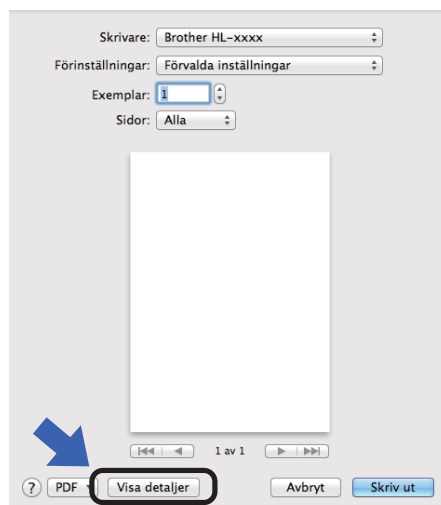 Skrivare: Brother HL-xxxx
Förinställningar: Förvalda inställningar
Exemplar: 1
Sidor: Alla
1 av 1
? PDF Visa detaljer Avbryt Skriv ut